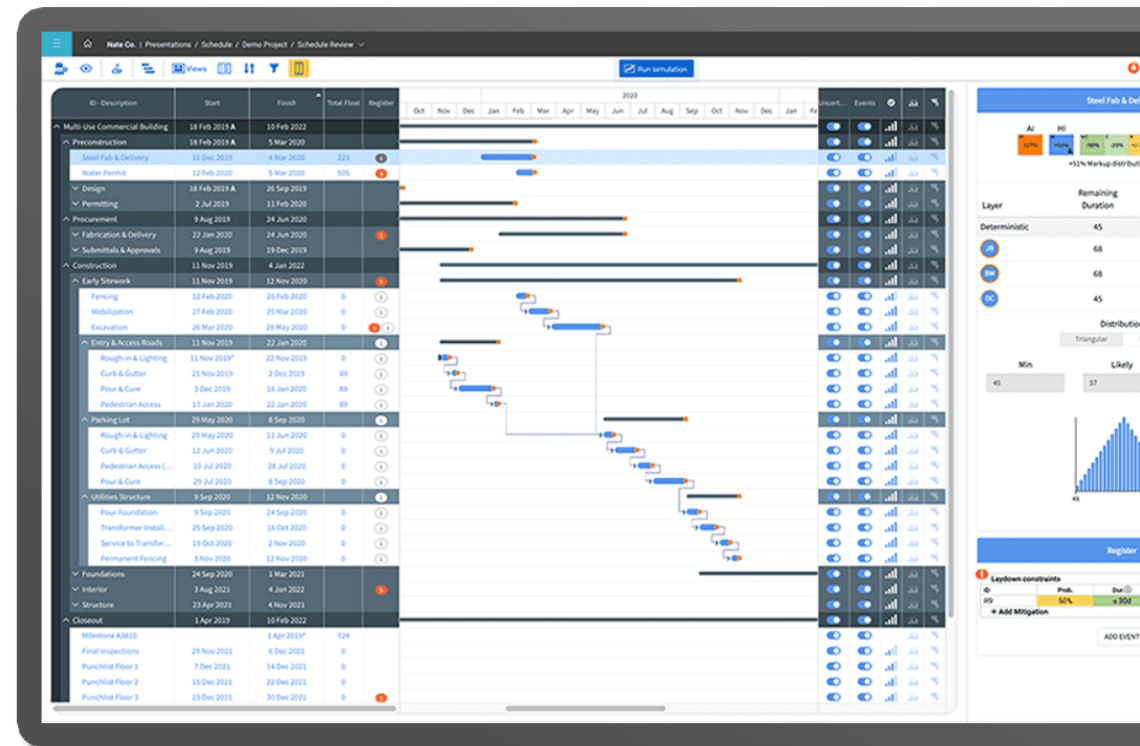 Nate Co. | Presentations / Schedule / Demo Project / Schedule Review
Views Run simulation
2020
ID - Description Start Finish Total Float Register Oct Nov Dec Jan Feb Mar Apr May Jun Jul Aug Sep Oct Nov Dec Jan Uncert... Events
Multi-Use Commercial Building 18 Feb 2019 A 10 Feb 2022
Preconstruction 18 Feb 2019 A 5 Mar 2020
Steel Fab & Delivery 31 Dec 2019 4 Mar 2020 223
Water Permit 12 Feb 2020 5 Mar 2020 505
Design 18 Feb 2019 A 26 Sep 2019
Permitting 2 Jul 2019 11 Feb 2020
Procurement 9 Aug 2019 24 Jun 2020
Fabrication & Delivery 22 Jan 2020 24 Jun 2020
Submittals & Approvals 9 Aug 2019 19 Dec 2019
Construction 11 Nov 2019 4 Jan 2022
Early Sitework 11 Nov 2019 12 Nov 2020
Fencing 12 Feb 2020 26 Feb 2020 0
Mobilization 27 Feb 2020 25 Mar 2020 0
Excavation 26 Mar 2020 28 May 2020 0
Entry & Access Roads 11 Nov 2019 22 Jan 2020
Rough-in & Lighting 11 Nov 2019* 22 Nov 2019 0
Curb & Gutter 25 Nov 2019 2 Dec 2019 89
Pour & Cure 3 Dec 2019 16 Jan 2020 89
Pedestrian Access 17 Jan 2020 22 Jan 2020 89
Parking Lot 29 May 2020 8 Sep 2020
Rough-in & Lighting 29 May 2020 11 Jun 2020 0
Curb & Gutter 12 Jun 2020 9 Jul 2020 0
Pedestrian Access (... 10 Jul 2020 28 Jul 2020 0
Pour & Cure 29 Jul 2020 8 Sep 2020 0
Utilities Structure 9 Sep 2020 12 Nov 2020
Pour Foundation 9 Sep 2020 24 Sep 2020 0
Transformer Install... 25 Sep 2020 16 Oct 2020 0
Service to Transfor... 19 Oct 2020 2 Nov 2020 0
Permanent Fencing 3 Nov 2020 12 Nov 2020 0
Foundations 24 Sep 2020 1 Mar 2021
Interior 3 Aug 2021 4 Jan 2022
Structure 23 Apr 2021 4 Nov 2021
Closeout 1 Apr 2019 10 Feb 2022
Milestone A3610 1 Apr 2019* 724
Final Inspections 29 Nov 2021 6 Dec 2021 0
Punchlist Floor 1 7 Dec 2021 14 Dec 2021 0
Punchlist Floor 2 15 Dec 2021 22 Dec 2021 0
Punchlist Floor 3 23 Dec 2021 30 Dec 2021 0
Steel Fab & Del
AI HI
+51% Markup distributi
Layer Remaining Duration
Deterministic 45
JB 68
BW 68
DC 45
Distributio
Triangular
Min Likely
45 57
45
Register
Laydown constraints
ID Prob. Dur
R9 50% ≤ 30d
+ Add Mitigation
ADD EVENT